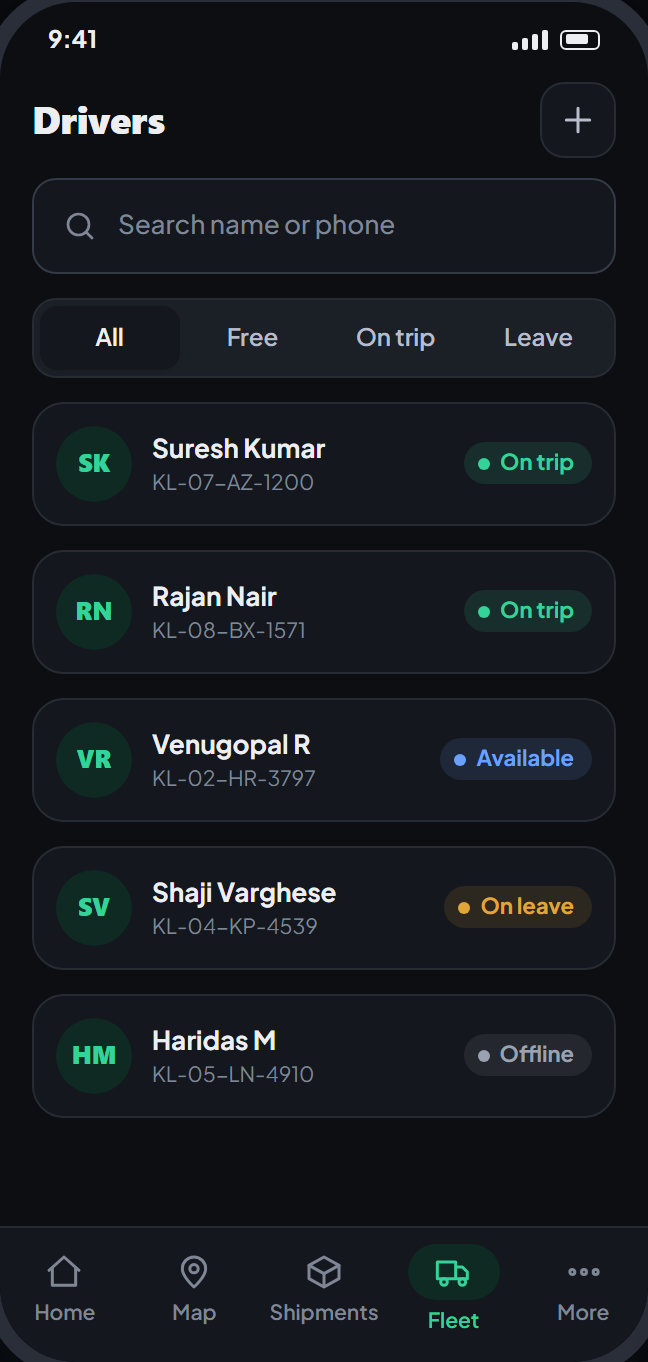 9:41
Drivers
Search name or phone
All Free On trip Leave
SK
Suresh Kumar
KL-07-AZ-1200
On trip
RN
Rajan Nair
KL-08-BX-1571
On trip
VR
Venugopal R
KL-02-HR-3797
Available
SV
Shaji Varghese
KL-04-KP-4539
On leave
HM
Haridas M
KL-05-LN-4910
Offline
Home Map Shipments Fleet More